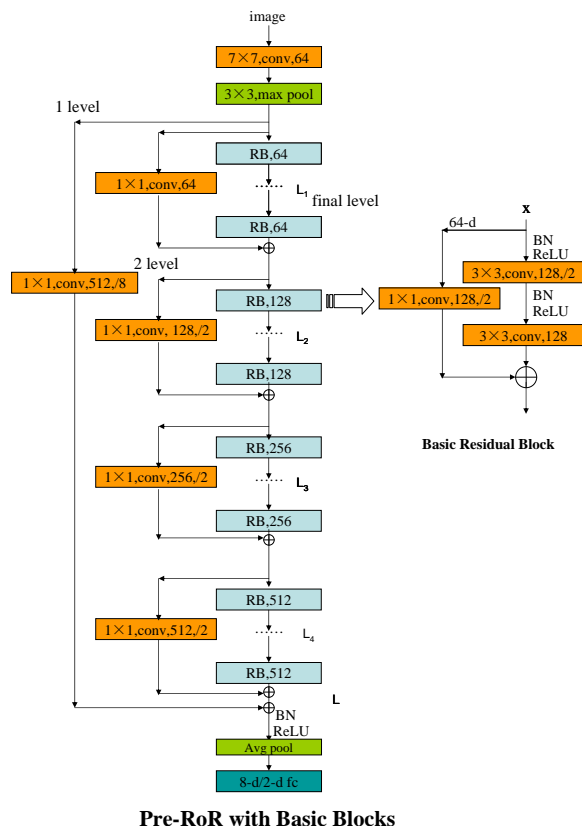 image
7×7,conv,64
3×3,max pool
1 level
RB,64
1×1,conv,64
...... L1
final level
RB,64
2 level
1×1,conv,512,/8
RB,128
1×1,conv, 128,/2
...... L2
RB,128
RB,256
1×1,conv,256,/2
...... L3
RB,256
RB,512
1×1,conv,512,/2
...... L4
RB,512
L
BN
ReLU
Avg pool
8-d/2-d fc
Pre-RoR with Basic Blocks
x
64-d
BN
ReLU
3×3,conv,128,/2
1×1,conv,128,/2
BN
ReLU
3×3,conv,128
Basic Residual Block